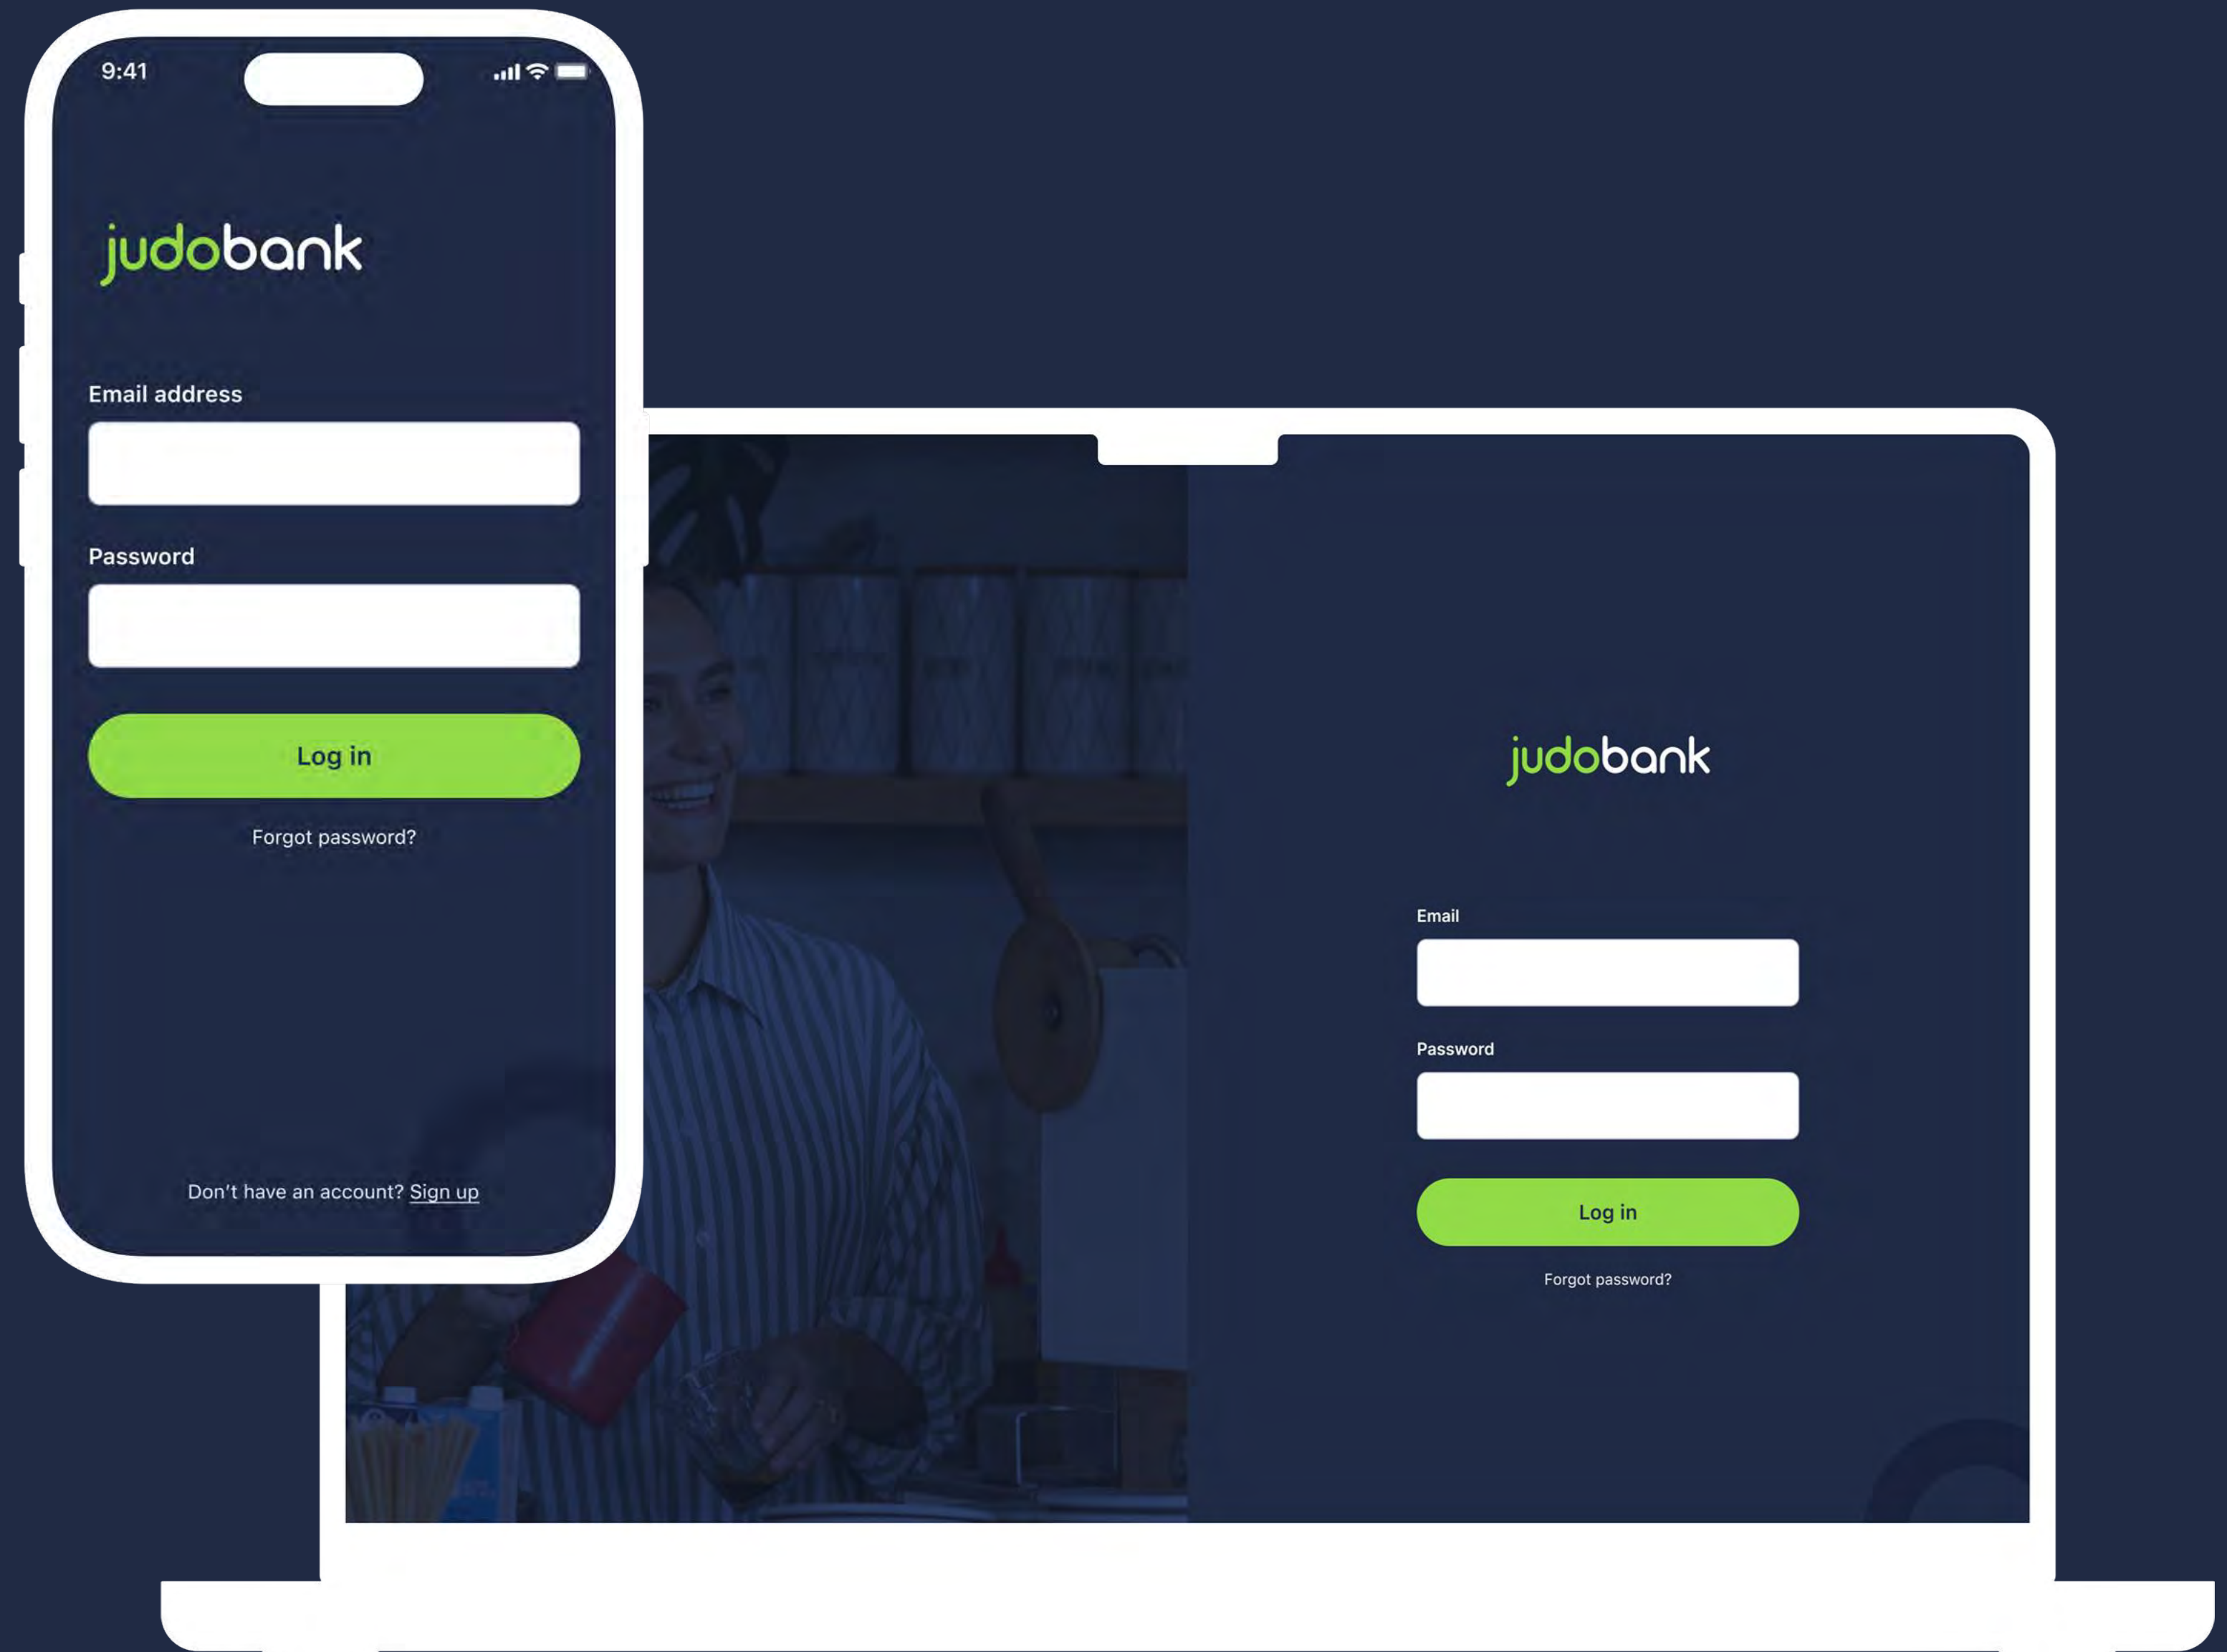 9:41
judobank
Email address
Password
Log in
Forgot password?
Don't have an account? Sign up
judobank
Email
Password
Log in
Forgot password?